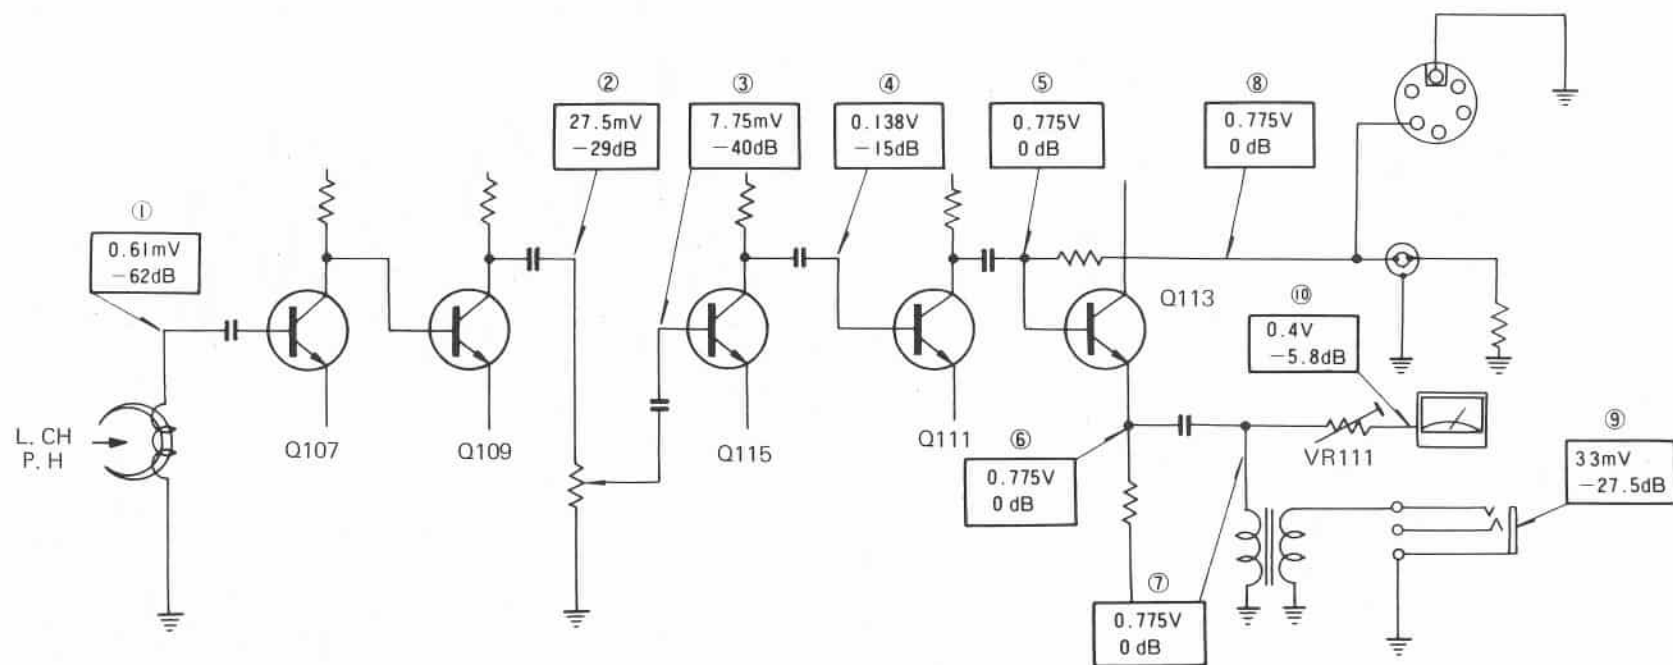 ①
0.61mV
−62dB
②
27.5mV
−29dB
③
7.75mV
−40dB
④
0.138V
−15dB
⑤
0.775V
0 dB
⑧
0.775V
0 dB
Q113
⑩
0.4V
−5.8dB
L. CH
P. H
Q107
Q109
Q115
Q111
⑥
0.775V
0 dB
VR111
⑨
33mV
−27.5dB
⑦
0.775V
0 dB